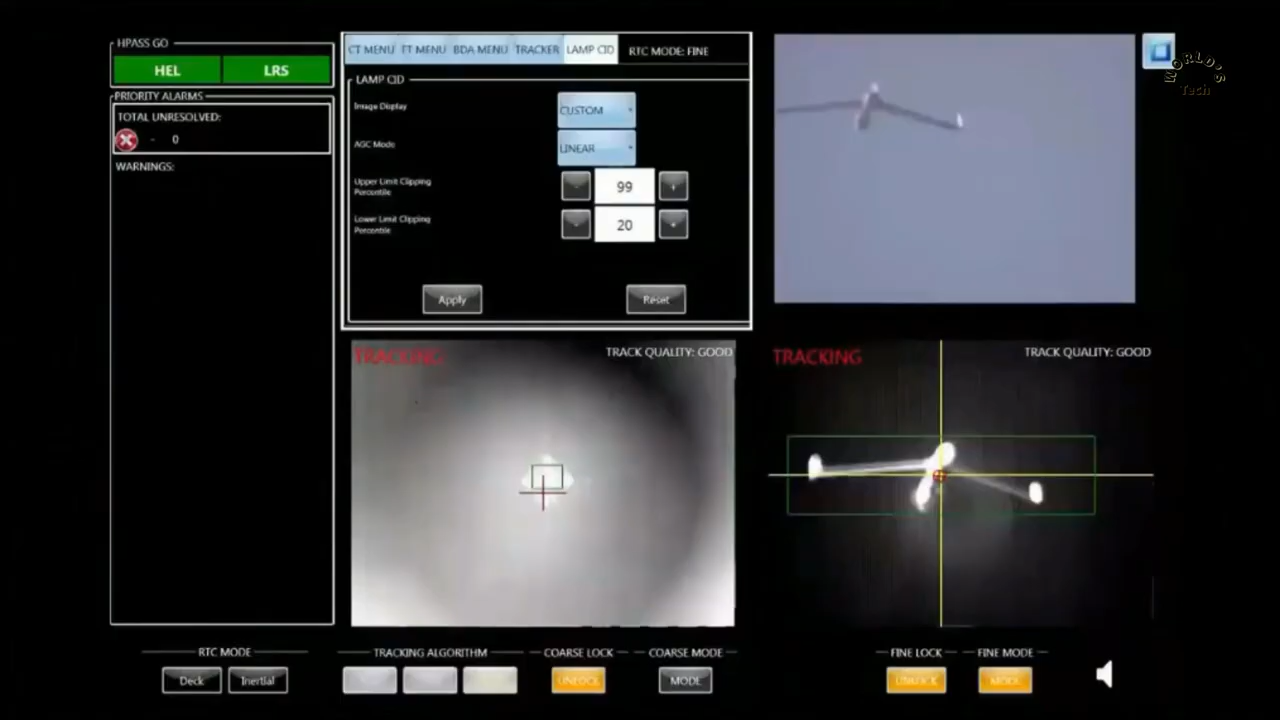 HPASS GO
HEL
LRS
PRIORITY ALARMS
TOTAL UNRESOLVED:
- 0
WARNINGS:
CT MENU
FT MENU
BDA MENU
TRACKER
LAMP CID
RTC MODE: FINE
LAMP CID
Image Display
CUSTOM
AGC Mode
LINEAR
Upper Limit Clipping
Percentile
- 99 +
Lower Limit Clipping
Percentile
- 20 +
Apply
Reset
WORLD'S
Tech
TRACKING
TRACK QUALITY: GOOD
TRACKING
TRACK QUALITY: GOOD
RTC MODE
Deck
Inertial
TRACKING ALGORITHM
COARSE LOCK
UNLOCK
COARSE MODE
MODE
FINE LOCK
UNLOCK
FINE MODE
MODE